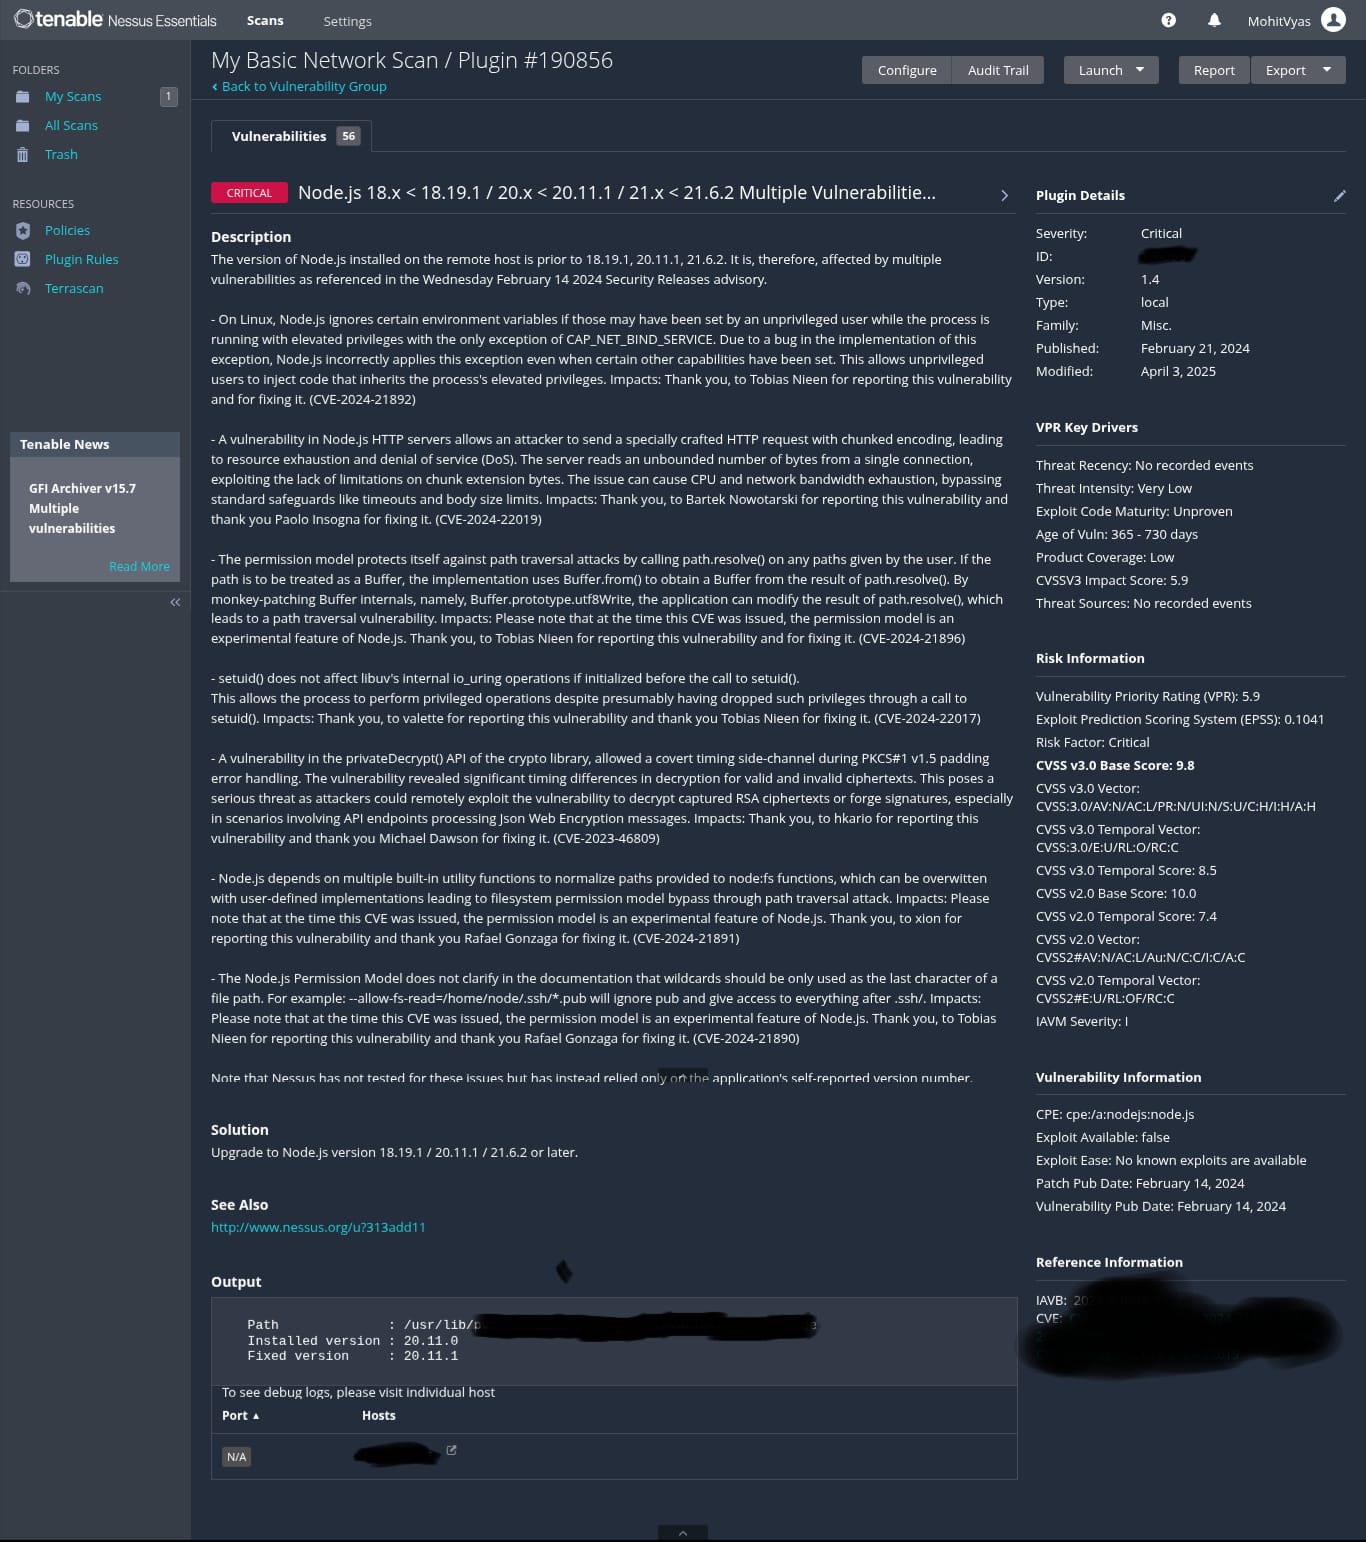 tenable Nessus Essentials
Scans
Settings
MohitVyas
FOLDERS
My Scans
1
All Scans
Trash
RESOURCES
Policies
Plugin Rules
Terrascan
Tenable News
GFI Archiver v15.7
Multiple
vulnerabilities
Read More
My Basic Network Scan / Plugin #190856
Back to Vulnerability Group
Configure
Audit Trail
Launch
Report
Export
Vulnerabilities 56
CRITICAL
Node.js 18.x < 18.19.1 / 20.x < 20.11.1 / 21.x < 21.6.2 Multiple Vulnerabilitie...
Description
The version of Node.js installed on the remote host is prior to 18.19.1, 20.11.1, 21.6.2. It is, therefore, affected by multiple
vulnerabilities as referenced in the Wednesday February 14 2024 Security Releases advisory.
- On Linux, Node.js ignores certain environment variables if those may have been set by an unprivileged user while the process is
running with elevated privileges with the only exception of CAP_NET_BIND_SERVICE. Due to a bug in the implementation of this
exception, Node.js incorrectly applies this exception even when certain other capabilities have been set. This allows unprivileged
users to inject code that inherits the process's elevated privileges. Impacts: Thank you, to Tobias Nieen for reporting this vulnerability
and for fixing it. (CVE-2024-21892)
- A vulnerability in Node.js HTTP servers allows an attacker to send a specially crafted HTTP request with chunked encoding, leading
to resource exhaustion and denial of service (DoS). The server reads an unbounded number of bytes from a single connection,
exploiting the lack of limitations on chunk extension bytes. The issue can cause CPU and network bandwidth exhaustion, bypassing
standard safeguards like timeouts and body size limits. Impacts: Thank you, to Bartek Nowotarski for reporting this vulnerability and
thank you Paolo Insogna for fixing it. (CVE-2024-22019)
- The permission model protects itself against path traversal attacks by calling path.resolve() on any paths given by the user. If the
path is to be treated as a Buffer, the implementation uses Buffer.from() to obtain a Buffer from the result of path.resolve(). By
monkey-patching Buffer internals, namely, Buffer.prototype.utf8Write, the application can modify the result of path.resolve(), which
leads to a path traversal vulnerability. Impacts: Please note that at the time this CVE was issued, the permission model is an
experimental feature of Node.js. Thank you, to Tobias Nieen for reporting this vulnerability and for fixing it. (CVE-2024-21896)
- setuid() does not affect libuv's internal io_uring operations if initialized before the call to setuid().
This allows the process to perform privileged operations despite presumably having dropped such privileges through a call to
setuid(). Impacts: Thank you, to valette for reporting this vulnerability and thank you Tobias Nieen for fixing it. (CVE-2024-22017)
- A vulnerability in the privateDecrypt() API of the crypto library, allowed a covert timing side-channel during PKCS#1 v1.5 padding
error handling. The vulnerability revealed significant timing differences in decryption for valid and invalid ciphertexts. This poses a
serious threat as attackers could remotely exploit the vulnerability to decrypt captured RSA ciphertexts or forge signatures, especially
in scenarios involving API endpoints processing Json Web Encryption messages. Impacts: Thank you, to hkario for reporting this
vulnerability and thank you Michael Dawson for fixing it. (CVE-2023-46809)
- Node.js depends on multiple built-in utility functions to normalize paths provided to node:fs functions, which can be overwitten
with user-defined implementations leading to filesystem permission model bypass through path traversal attack. Impacts: Please
note that at the time this CVE was issued, the permission model is an experimental feature of Node.js. Thank you, to xion for
reporting this vulnerability and thank you Rafael Gonzaga for fixing it. (CVE-2024-21891)
- The Node.js Permission Model does not clarify in the documentation that wildcards should be only used as the last character of a
file path. For example: --allow-fs-read=/home/node/.ssh/*.pub will ignore pub and give access to everything after .ssh/. Impacts:
Please note that at the time this CVE was issued, the permission model is an experimental feature of Node.js. Thank you, to Tobias
Nieen for reporting this vulnerability and thank you Rafael Gonzaga for fixing it. (CVE-2024-21890)
Note that Nessus has not tested for these issues but has instead relied only on the application's self-reported version number.
Solution
Upgrade to Node.js version 18.19.1 / 20.11.1 / 21.6.2 or later.
See Also
http://www.nessus.org/u?313add11
Output
Path : /usr/lib/
Installed version : 20.11.0
Fixed version : 20.11.1
To see debug logs, please visit individual host
Port ▲ Hosts
N/A
Plugin Details
Severity: Critical
ID:
Version: 1.4
Type: local
Family: Misc.
Published: February 21, 2024
Modified: April 3, 2025
VPR Key Drivers
Threat Recency: No recorded events
Threat Intensity: Very Low
Exploit Code Maturity: Unproven
Age of Vuln: 365 - 730 days
Product Coverage: Low
CVSSV3 Impact Score: 5.9
Threat Sources: No recorded events
Risk Information
Vulnerability Priority Rating (VPR): 5.9
Exploit Prediction Scoring System (EPSS): 0.1041
Risk Factor: Critical
CVSS v3.0 Base Score: 9.8
CVSS v3.0 Vector:
CVSS:3.0/AV:N/AC:L/PR:N/UI:N/S:U/C:H/I:H/A:H
CVSS v3.0 Temporal Vector:
CVSS:3.0/E:U/RL:O/RC:C
CVSS v3.0 Temporal Score: 8.5
CVSS v2.0 Base Score: 10.0
CVSS v2.0 Temporal Score: 7.4
CVSS v2.0 Vector:
CVSS2#AV:N/AC:L/Au:N/C:C/I:C/A:C
CVSS v2.0 Temporal Vector:
CVSS2#E:U/RL:OF/RC:C
IAVM Severity: I
Vulnerability Information
CPE: cpe:/a:nodejs:node.js
Exploit Available: false
Exploit Ease: No known exploits are available
Patch Pub Date: February 14, 2024
Vulnerability Pub Date: February 14, 2024
Reference Information
IAVB:
CVE: